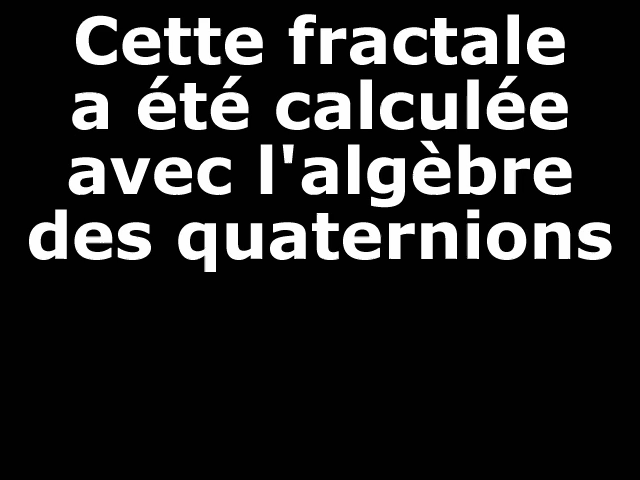 Cette fractale
a été calculée
avec l'algèbre
des quaternions